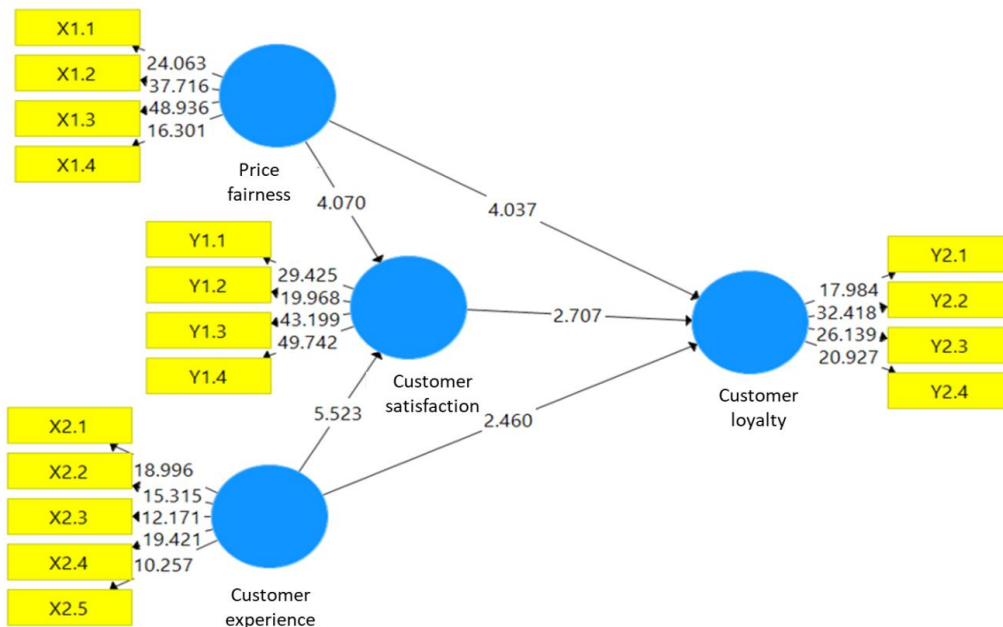 X1.1
X1.2
X1.3
X1.4
24.063
37.716
48.936
16.301
Price
fairness
4.070
4.037
Y1.1
Y1.2
Y1.3
Y1.4
29.425
19.968
43.199
49.742
Customer
satisfaction
2.707
5.523
2.460
X2.1
X2.2
X2.3
X2.4
X2.5
18.996
15.315
12.171
19.421
10.257
Customer
experience
17.984
32.418
26.139
20.927
Y2.1
Y2.2
Y2.3
Y2.4
Customer
loyalty